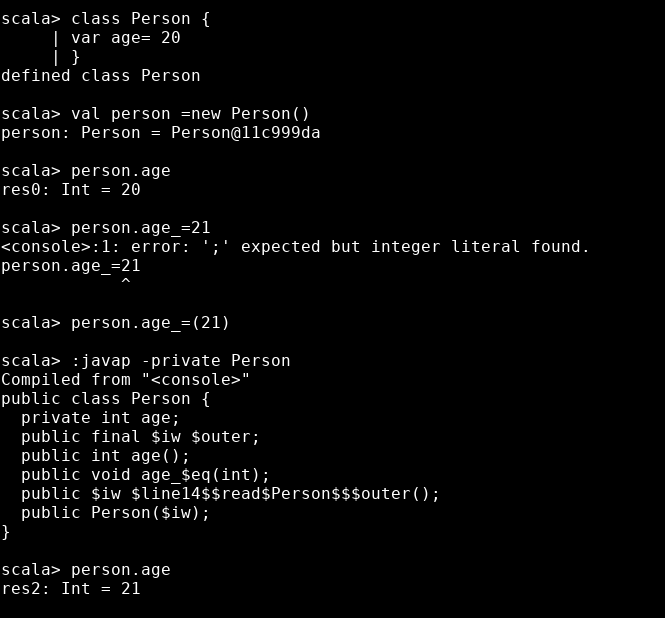 scala> class Person {
     | var age= 20
     | }
defined class Person

scala> val person =new Person()
person: Person = Person@11c999da

scala> person.age
res0: Int = 20

scala> person.age_=21
<console>:1: error: ';' expected but integer literal found.
person.age_=21
            ^

scala> person.age_=(21)

scala> :javap -private Person
Compiled from "<console>"
public class Person {
  private int age;
  public final $iw $outer;
  public int age();
  public void age_$eq(int);
  public $iw $line14$$read$Person$$$outer();
  public Person($iw);
}

scala> person.age
res2: Int = 21